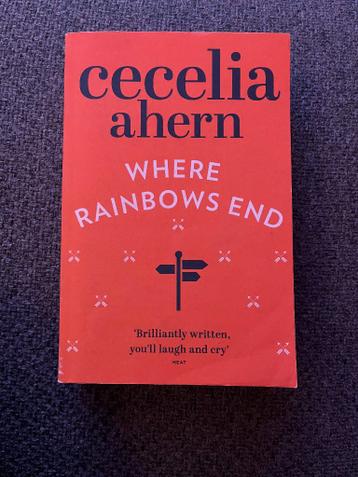 cecelia
ahern
WHERE
RAINBOWS END
'Brilliantly written,
you'll laugh and cry'
HEAT